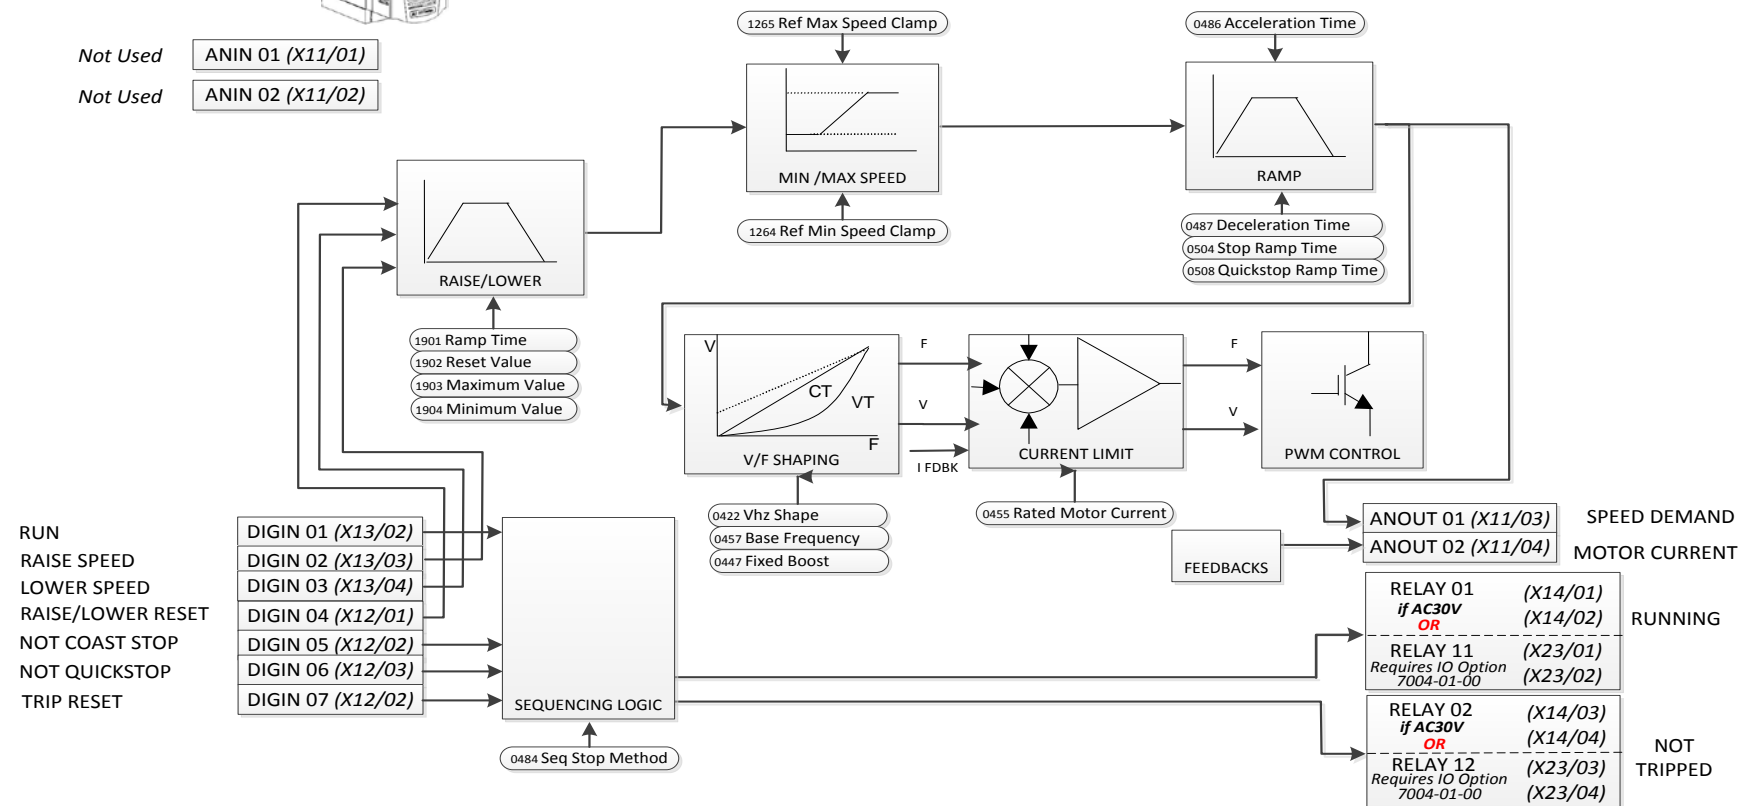 Not Used ANIN 01 (X11/01)
Not Used ANIN 02 (X11/02)
1265 Ref Max Speed Clamp
MIN /MAX SPEED
1264 Ref Min Speed Clamp
0486 Acceleration Time
RAMP
0487 Deceleration Time
0504 Stop Ramp Time
0508 Quickstop Ramp Time
RAISE/LOWER
1901 Ramp Time
1902 Reset Value
1903 Maximum Value
1904 Minimum Value
V
CT
VT
F
V/F SHAPING
0422 Vhz Shape
0457 Base Frequency
0447 Fixed Boost
F
V
I FDBK
CURRENT LIMIT
0455 Rated Motor Current
F
V
PWM CONTROL
RUN DIGIN 01 (X13/02)
RAISE SPEED DIGIN 02 (X13/03)
LOWER SPEED DIGIN 03 (X13/04)
RAISE/LOWER RESET DIGIN 04 (X12/01)
NOT COAST STOP DIGIN 05 (X12/02)
NOT QUICKSTOP DIGIN 06 (X12/03)
TRIP RESET DIGIN 07 (X12/02)
SEQUENCING LOGIC
0484 Seq Stop Method
FEEDBACKS
ANOUT 01 (X11/03) SPEED DEMAND
ANOUT 02 (X11/04) MOTOR CURRENT
RELAY 01 (X14/01)
if AC30V
OR
(X14/02)
RUNNING
RELAY 11 (X23/01)
Requires IO Option
7004-01-00
(X23/02)
RELAY 02 (X14/03)
if AC30V
OR
(X14/04)
NOT
TRIPPED
RELAY 12 (X23/03)
Requires IO Option
7004-01-00
(X23/04)